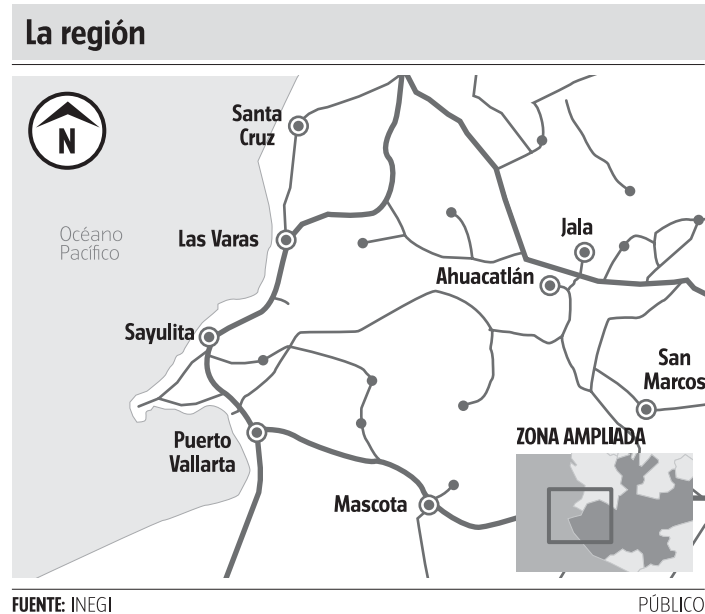 La región
N
Santa
Cruz
Océano
Pacífico
Las Varas
Jala
Ahuacatlán
Sayulita
San
Marcos
Puerto
Vallarta
ZONA AMPLIADA
Mascota
FUENTE: INEGI
PÚBLICO